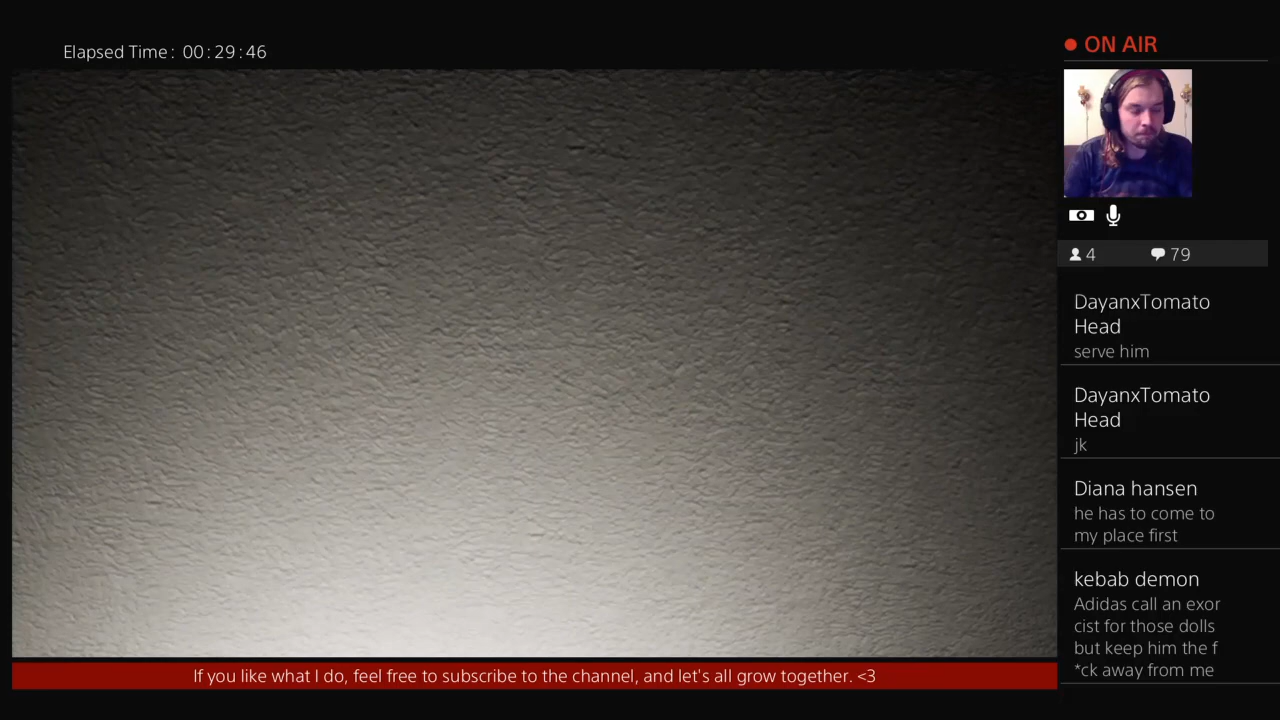 Elapsed Time: 00:29:46
ON AIR
4
79
DayanxTomato
Head
serve him
DayanxTomato
Head
jk
Diana hansen
he has to come to
my place first
kebab demon
Adidas call an exor
cist for those dolls
but keep him the f
*ck away from me
If you like what I do, feel free to subscribe to the channel, and let's all grow together. <3